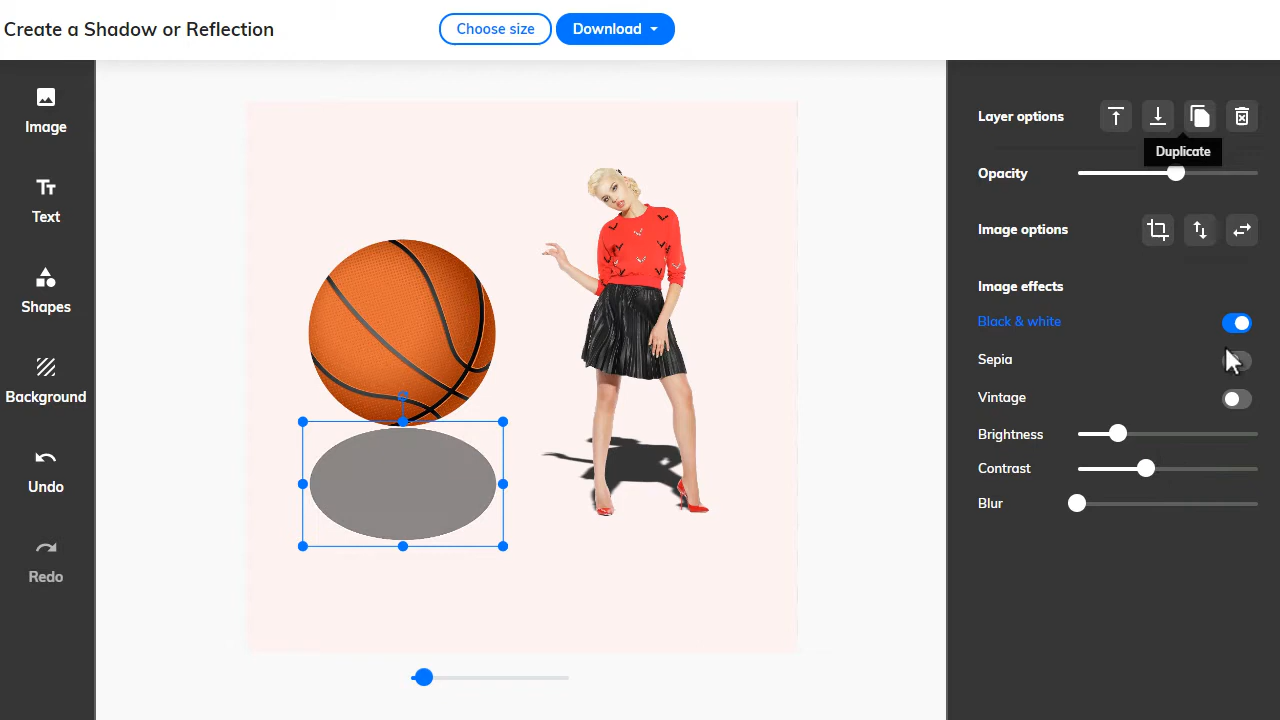 Create a Shadow or Reflection
Choose size
Download
Image
Text
Shapes
Background
Undo
Redo
Layer options
Duplicate
Opacity
Image options
Image effects
Black & white
Sepia
Vintage
Brightness
Contrast
Blur